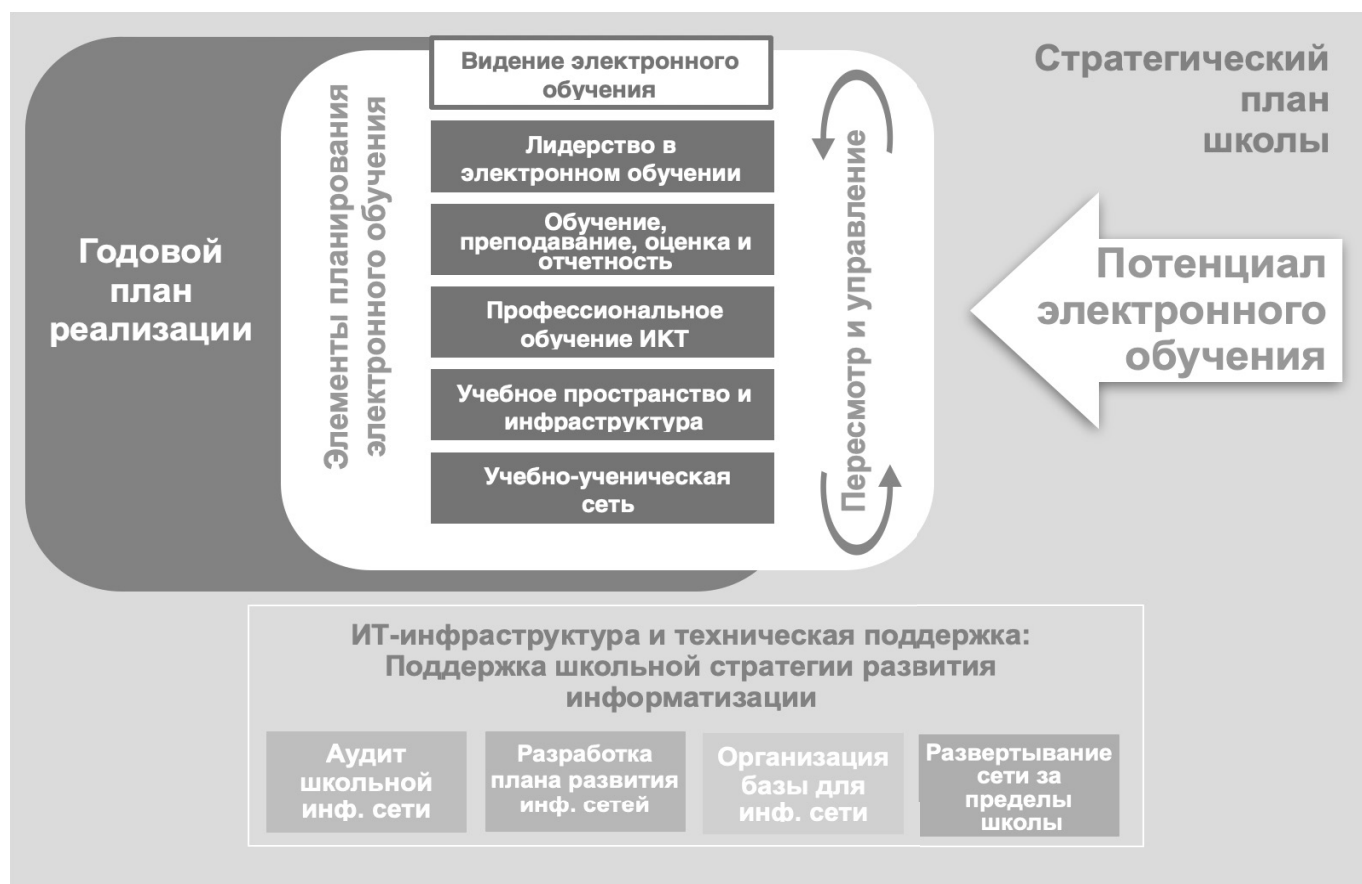 Стратегический
план
школы
Годовой
план
реализации
Элементы планирования
электронного обучения
Видение электронного
обучения
Лидерство в
электронном обучении
Обучение,
преподавание, оценка и
отчетность
Профессиональное
обучение ИКТ
Учебное пространство и
инфраструктура
Учебно-ученическая
сеть
Пересмотр и управление
Потенциал
электронного
обучения
ИТ-инфраструктура и техническая поддержка:
Поддержка школьной стратегии развития
информатизации
Аудит
школьной
инф. сети
Разработка
плана развития
инф. сетей
Организация
базы для
инф. сети
Развертывание
сети за
пределы
школы